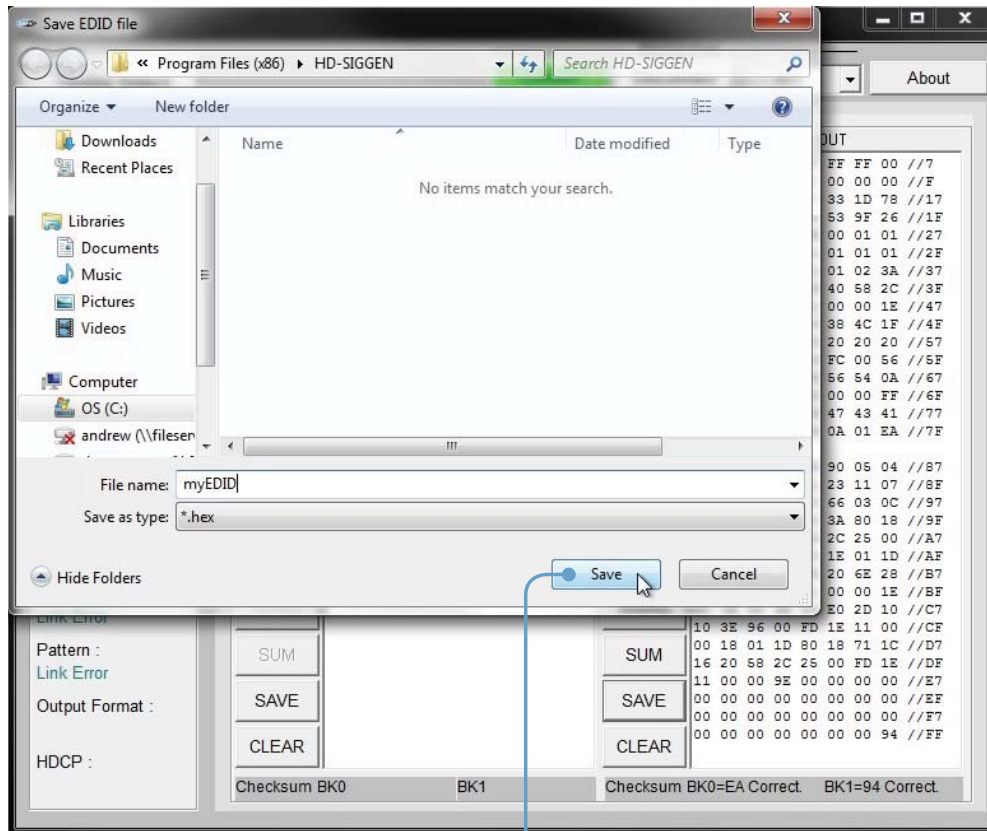 Save EDID file
« Program Files (x86) ▸ HD-SIGGEN
Search HD-SIGGEN
About
Organize
New folder
Downloads
Recent Places
Libraries
Documents
Music
Pictures
Videos
Computer
OS (C:)
andrew (\\fileser
Name
Date modified
Type
No items match your search.
File name: myEDID
Save as type: *.hex
Hide Folders
Save
Cancel
OUT
FF FF 00 //7
00 00 00 //F
33 1D 78 //17
53 9F 26 //1F
00 01 01 //27
01 01 01 //2F
01 02 3A //37
40 58 2C //3F
00 00 1E //47
38 4C 1F //4F
20 20 20 //57
FC 00 56 //5F
56 54 0A //67
00 00 FF //6F
47 43 41 //77
0A 01 EA //7F
90 05 04 //87
23 11 07 //8F
66 03 0C //97
3A 80 18 //9F
2C 25 00 //A7
1E 01 1D //AF
20 6E 28 //B7
00 00 1E //BF
E0 2D 10 //C7
10 3E 96 00 FD 1E 11 00 //CF
00 18 01 1D 80 18 71 1C //D7
16 20 58 2C 25 00 FD 1E //DF
11 00 00 9E 00 00 00 00 //E7
00 00 00 00 00 00 00 00 //EF
00 00 00 00 00 00 00 00 //F7
00 00 00 00 00 00 00 94 //FF
Link Error
Pattern :
Link Error
Output Format :
HDCP :
SUM
SAVE
CLEAR
SUM
SAVE
CLEAR
Checksum BK0
BK1
Checksum BK0=EA Correct. BK1=94 Correct.